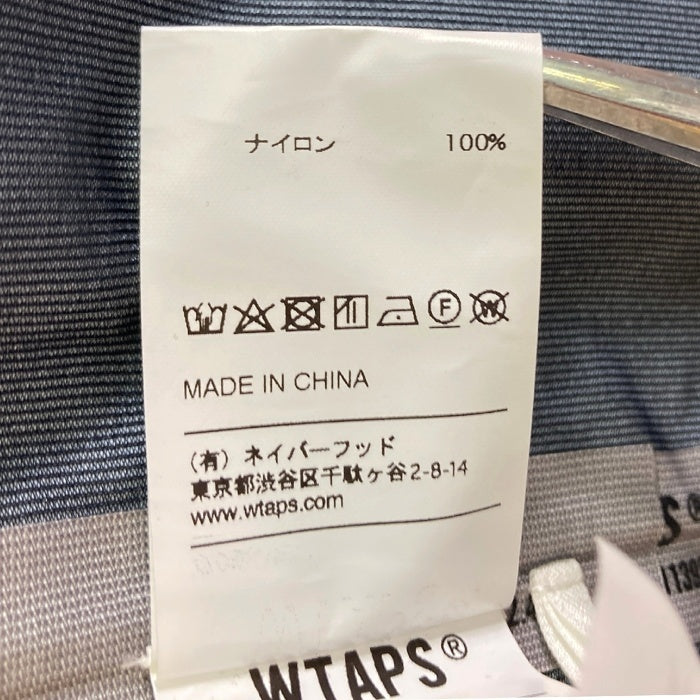 ナイロン 100%
F W
MADE IN CHINA
(有) ネイバーフッド
東京都渋谷区千駄ヶ谷2-8-14
www.wtaps.com
S®
WTAPS®